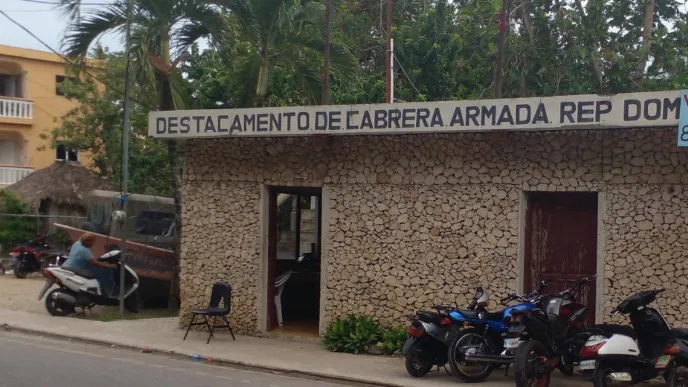 DESTACAMENTO DE CABRERA ARMADA. REP DOM